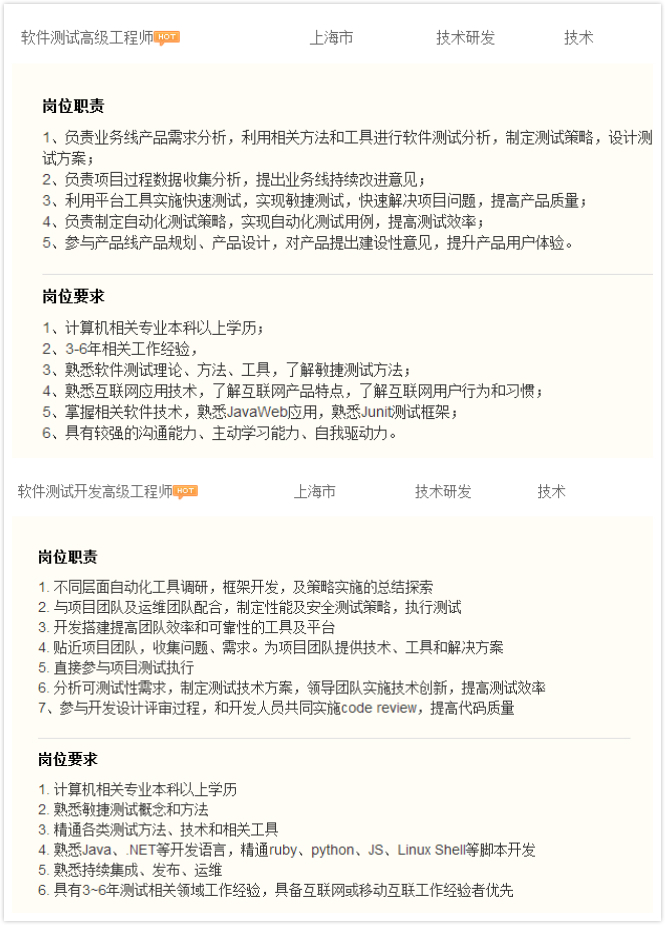 软件测试高级工程师 HOT 上海市 技术研发 技术
岗位职责
1、负责业务线产品需求分析，利用相关方法和工具进行软件测试分析，制定测试策略，设计测
试方案；
2、负责项目过程数据收集分析，提出业务线持续改进意见；
3、利用平台工具实施快速测试，实现敏捷测试，快速解决项目问题，提高产品质量；
4、负责制定自动化测试策略，实现自动化测试用例，提高测试效率；
5、参与产品线产品规划、产品设计，对产品提出建设性意见，提升产品用户体验。
岗位要求
1、计算机相关专业本科以上学历；
2、3-6年相关工作经验，
3、熟悉软件测试理论、方法、工具，了解敏捷测试方法；
4、熟悉互联网应用技术，了解互联网产品特点，了解互联网用户行为和习惯；
5、掌握相关软件技术，熟悉JavaWeb应用，熟悉Junit测试框架；
6、具有较强的沟通能力、主动学习能力、自我驱动力。
软件测试开发高级工程师 HOT 上海市 技术研发 技术
岗位职责
1. 不同层面自动化工具调研，框架开发，及策略实施的总结探索
2. 与项目团队及运维团队配合，制定性能及安全测试策略，执行测试
3. 开发搭建提高团队效率和可靠性的工具及平台
4. 贴近项目团队，收集问题、需求。为项目团队提供技术、工具和解决方案
5. 直接参与项目测试执行
6. 分析可测试性需求，制定测试技术方案，领导团队实施技术创新，提高测试效率
7、参与开发设计评审过程，和开发人员共同实施code review，提高代码质量
岗位要求
1. 计算机相关专业本科以上学历
2. 熟悉敏捷测试概念和方法
3. 精通各类测试方法、技术和相关工具
4. 熟悉Java、.NET等开发语言，精通ruby、python、JS、Linux Shell等脚本开发
5. 熟悉持续集成、发布、运维
6. 具有3~6年测试相关领域工作经验，具备互联网或移动互联工作经验者优先